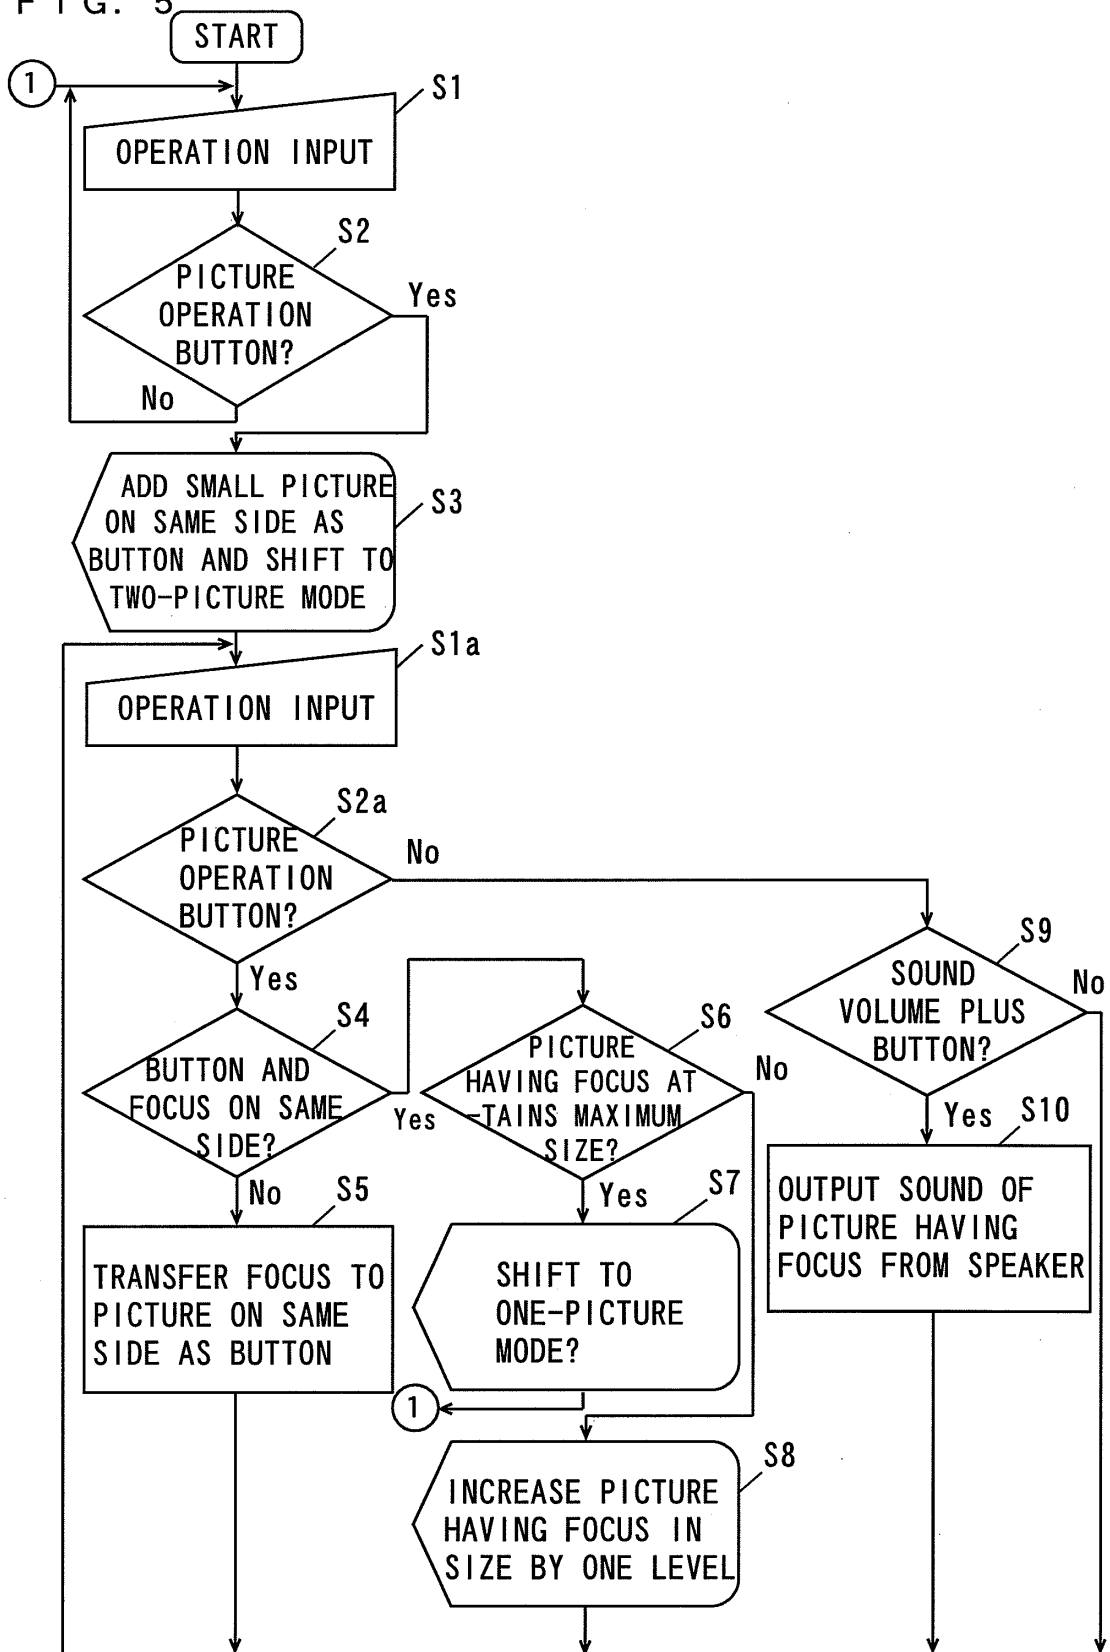 FIG. 5
START
1
S1
OPERATION INPUT
S2
PICTURE
OPERATION
BUTTON?
Yes
No
ADD SMALL PICTURE
ON SAME SIDE AS
BUTTON AND SHIFT TO
TWO-PICTURE MODE
S3
S1a
OPERATION INPUT
S2a
PICTURE
OPERATION
BUTTON?
No
Yes
S9
SOUND
VOLUME PLUS
BUTTON?
No
Yes
S4
BUTTON AND
FOCUS ON SAME
SIDE?
Yes
No
S6
PICTURE
HAVING FOCUS AT
-TAINS MAXIMUM
SIZE?
No
Yes
S10
OUTPUT SOUND OF
PICTURE HAVING
FOCUS FROM SPEAKER
S5
TRANSFER FOCUS TO
PICTURE ON SAME
SIDE AS BUTTON
S7
SHIFT TO
ONE-PICTURE
MODE?
1
S8
INCREASE PICTURE
HAVING FOCUS IN
SIZE BY ONE LEVEL